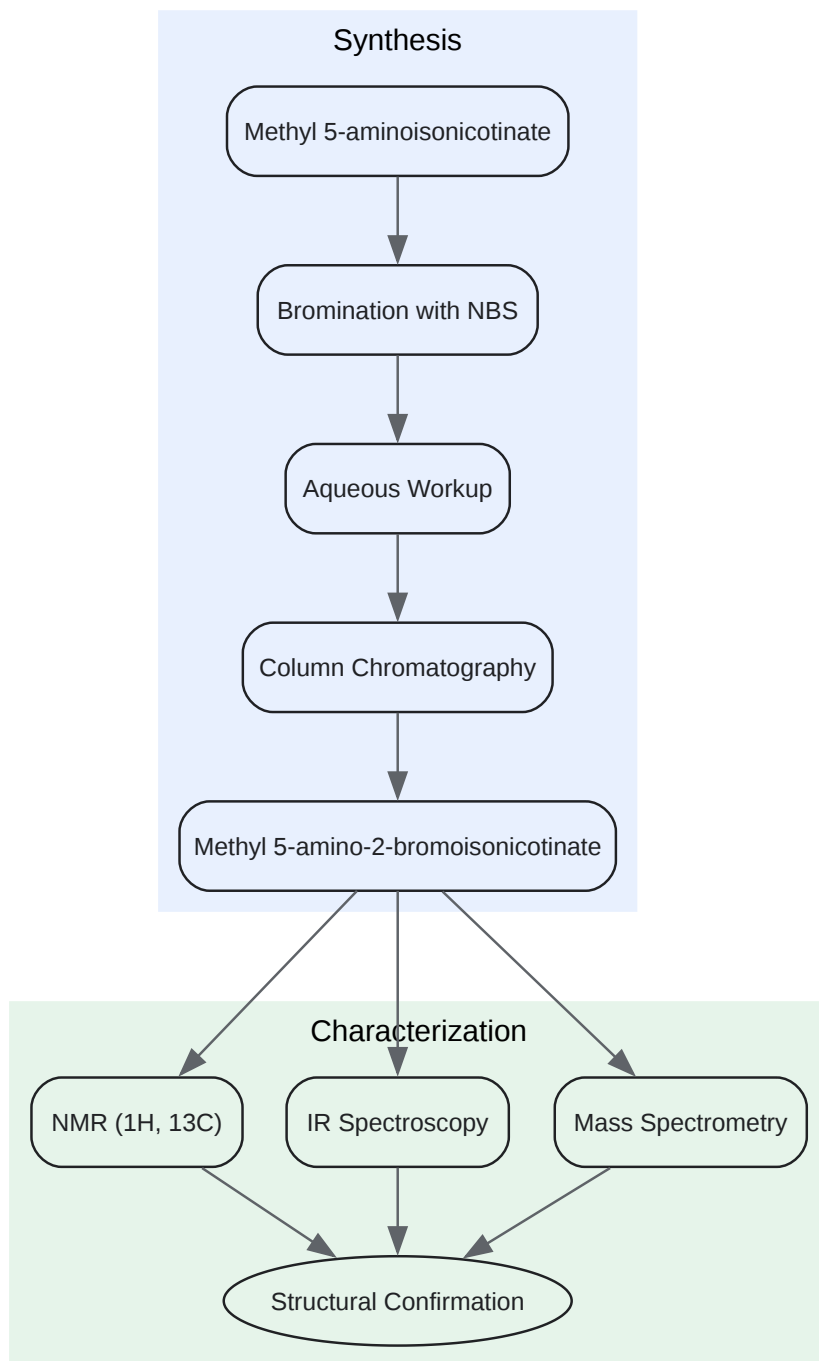 Synthesis
Methyl 5-aminoisonicotinate
Bromination with NBS
Aqueous Workup
Column Chromatography
Methyl 5-amino-2-bromoisonicotinate
Characterization
NMR (1H, 13C)
IR Spectroscopy
Mass Spectrometry
Structural Confirmation